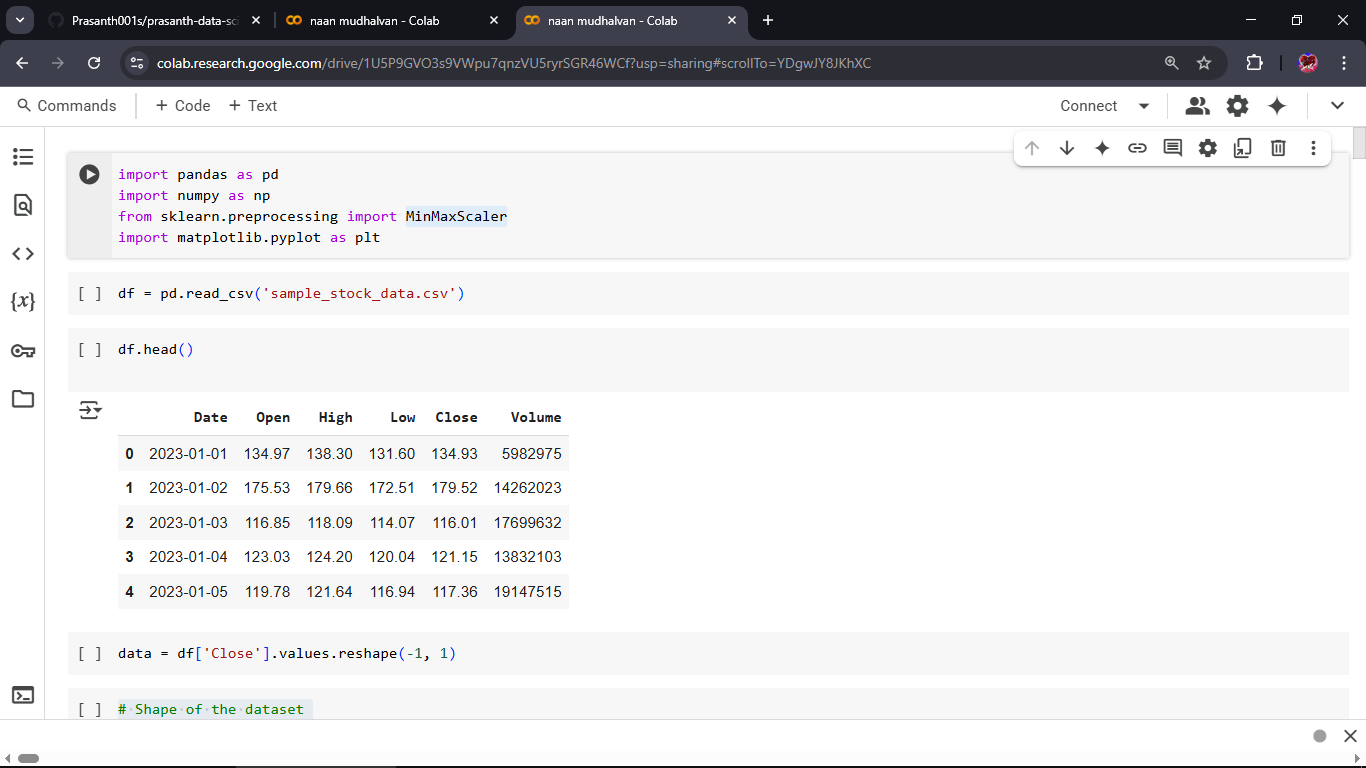 Prasanth001s/prasanth-data-sci
naan mudhalvan - Colab
naan mudhalvan - Colab
colab.research.google.com/drive/1U5P9GVO3s9VWpu7qnzVU5ryrSGR46WCf?usp=sharing#scrollTo=YDgwJY8JKhXC
Commands + Code + Text Connect
import pandas as pd
import numpy as np
from sklearn.preprocessing import MinMaxScaler
import matplotlib.pyplot as plt
[ ] df = pd.read_csv('sample_stock_data.csv')
[ ] df.head()
Date Open High Low Close Volume
0 2023-01-01 134.97 138.30 131.60 134.93 5982975
1 2023-01-02 175.53 179.66 172.51 179.52 14262023
2 2023-01-03 116.85 118.09 114.07 116.01 17699632
3 2023-01-04 123.03 124.20 120.04 121.15 13832103
4 2023-01-05 119.78 121.64 116.94 117.36 19147515
[ ] data = df['Close'].values.reshape(-1, 1)
[ ] # Shape of the dataset